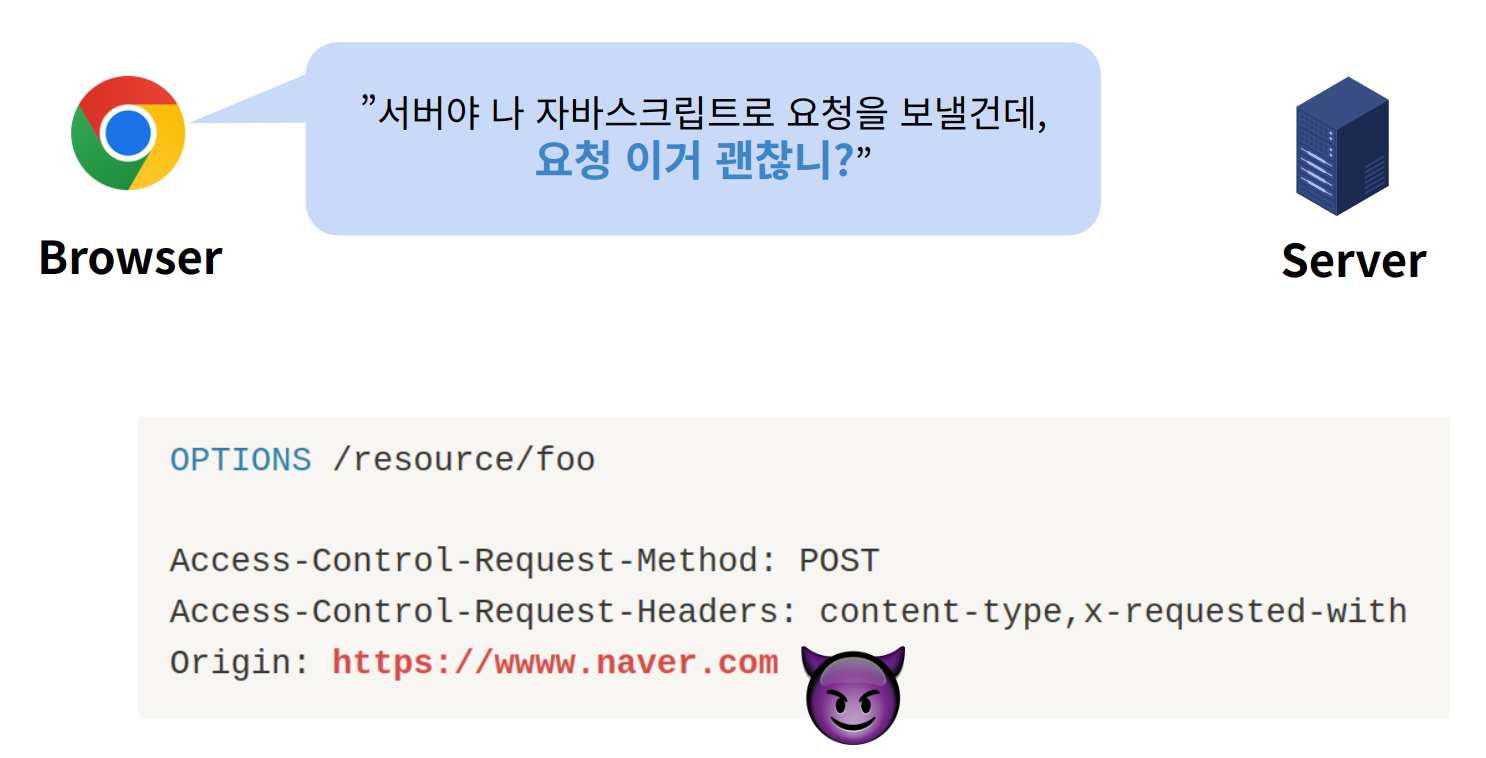 ”서버야 나 자바스크립트로 요청을 보낼건데,
요청 이거 괜찮니?”
Browser
Server
OPTIONS /resource/foo
Access-Control-Request-Method: POST
Access-Control-Request-Headers: content-type,x-requested-with
Origin: https://wwww.naver.com